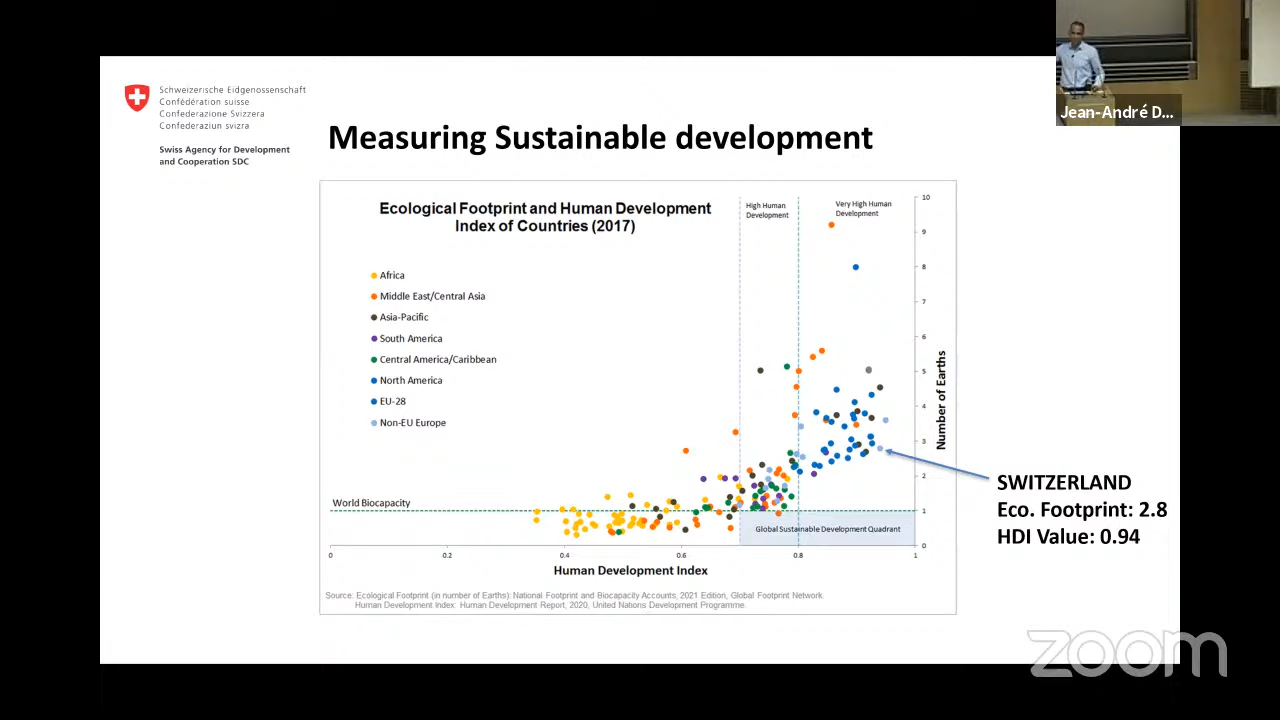 Schweizerische Eidgenossenschaft
Confédération suisse
Confederazione Svizzera
Confederaziun svizra
Swiss Agency for Development
and Cooperation SDC
Jean-André D...
Measuring Sustainable development
Ecological Footprint and Human Development
Index of Countries (2017)
High Human
Development
Very High Human
Development
Africa
Middle East/Central Asia
Asia-Pacific
South America
Central America/Caribbean
North America
EU-28
Non-EU Europe
10
9
8
7
6
5
4
3
2
1
0
Number of Earths
World Biocapacity
Global Sustainable Development Quadrant
0
0.2
0.4
0.6
0.8
1
Human Development Index
SWITZERLAND
Eco. Footprint: 2.8
HDI Value: 0.94
Source: Ecological Footprint (in number of Earths): National Footprint and Biocapacity Accounts, 2021 Edition, Global Footprint Network.
Human Development Index: Human Development Report, 2020, United Nations Development Programme.
zoom